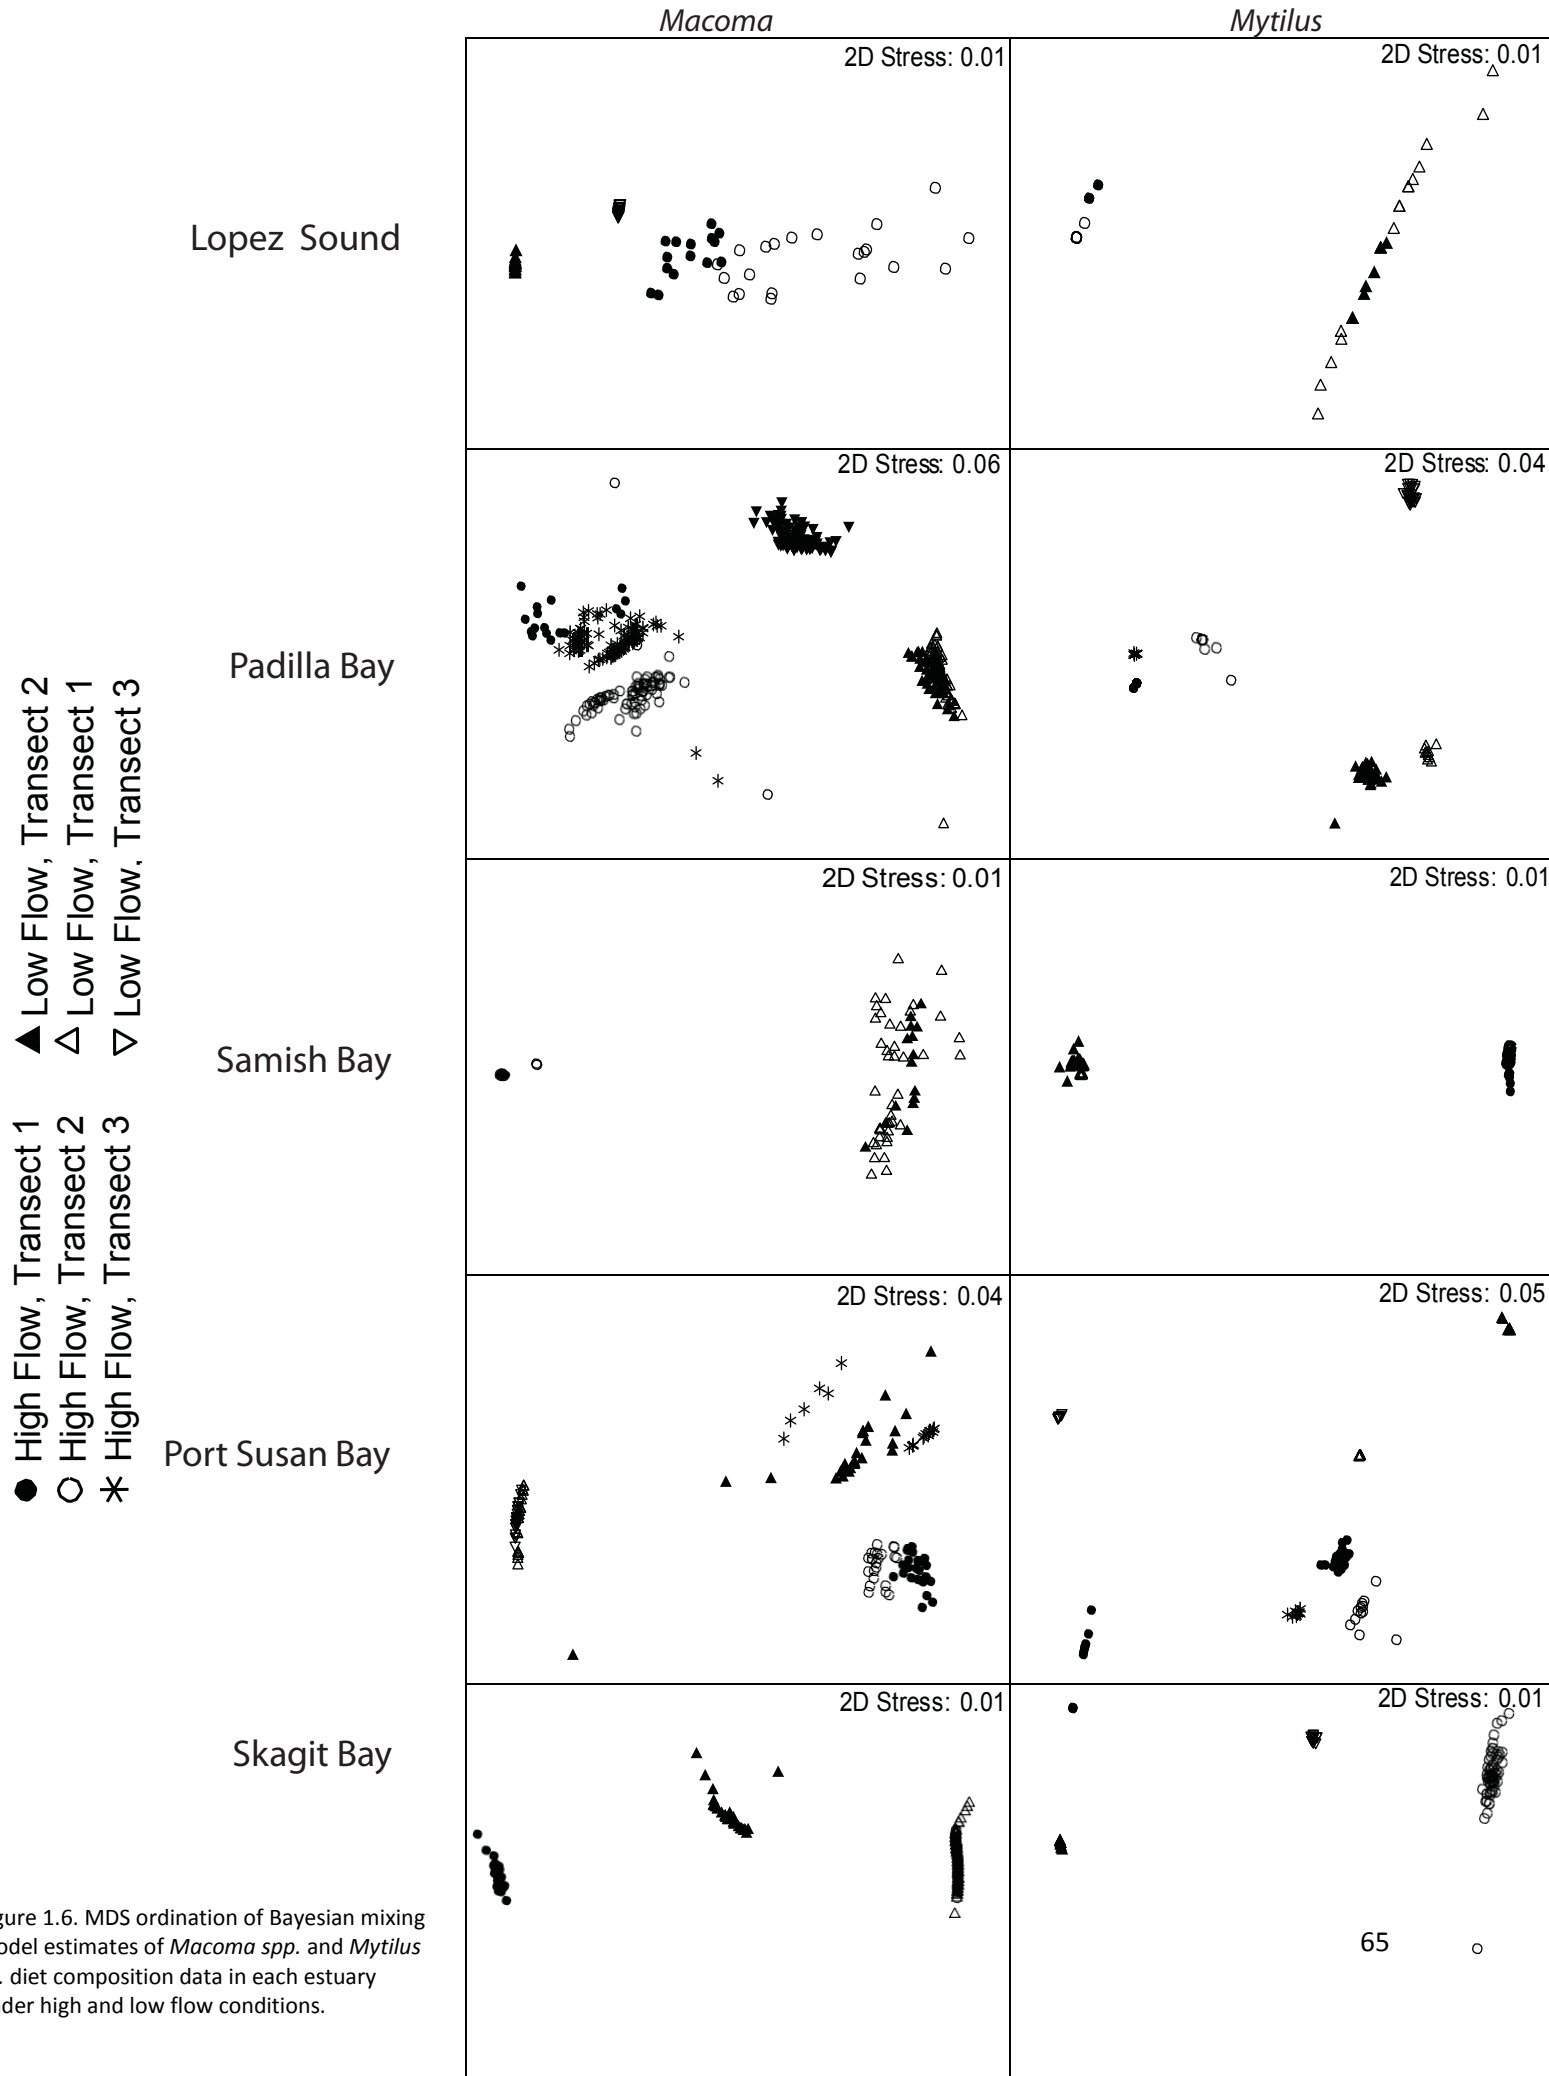 Macoma
Mytilus
2D Stress: 0.01
2D Stress: 0.01
Lopez Sound
2D Stress: 0.06
2D Stress: 0.04
Padilla Bay
2D Stress: 0.01
2D Stress: 0.01
Samish Bay
2D Stress: 0.04
2D Stress: 0.05
Port Susan Bay
2D Stress: 0.01
2D Stress: 0.01
Skagit Bay
High Flow, Transect 1
High Flow, Transect 2
High Flow, Transect 3
Low Flow, Transect 2
Low Flow, Transect 1
Low Flow, Transect 3
gure 1.6. MDS ordination of Bayesian mixing
odel estimates of Macoma spp. and Mytilus
. diet composition data in each estuary
der high and low flow conditions.
65